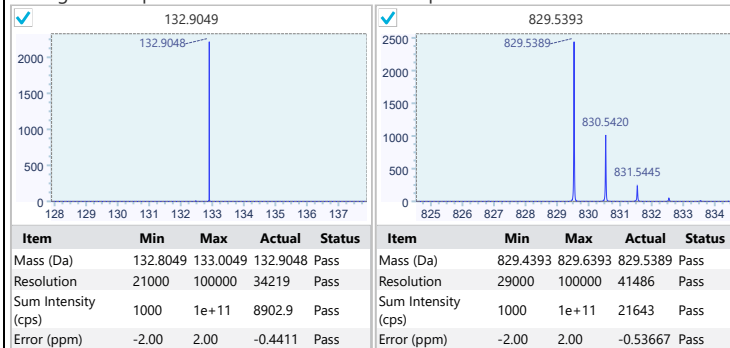 132.9049
132.9048
2000
1500
1000
500
0
128 129 130 131 132 133 134 135 136 137
Item Min Max Actual Status
Mass (Da) 132.8049 133.0049 132.9048 Pass
Resolution 21000 100000 34219 Pass
Sum Intensity (cps) 1000 1e+11 8902.9 Pass
Error (ppm) -2.00 2.00 -0.4411 Pass
829.5393
829.5389
830.5420
831.5445
2500
2000
1500
1000
500
0
825 826 827 828 829 830 831 832 833 834
Item Min Max Actual Status
Mass (Da) 829.4393 829.6393 829.5389 Pass
Resolution 29000 100000 41486 Pass
Sum Intensity (cps) 1000 1e+11 21643 Pass
Error (ppm) -2.00 2.00 -0.53667 Pass